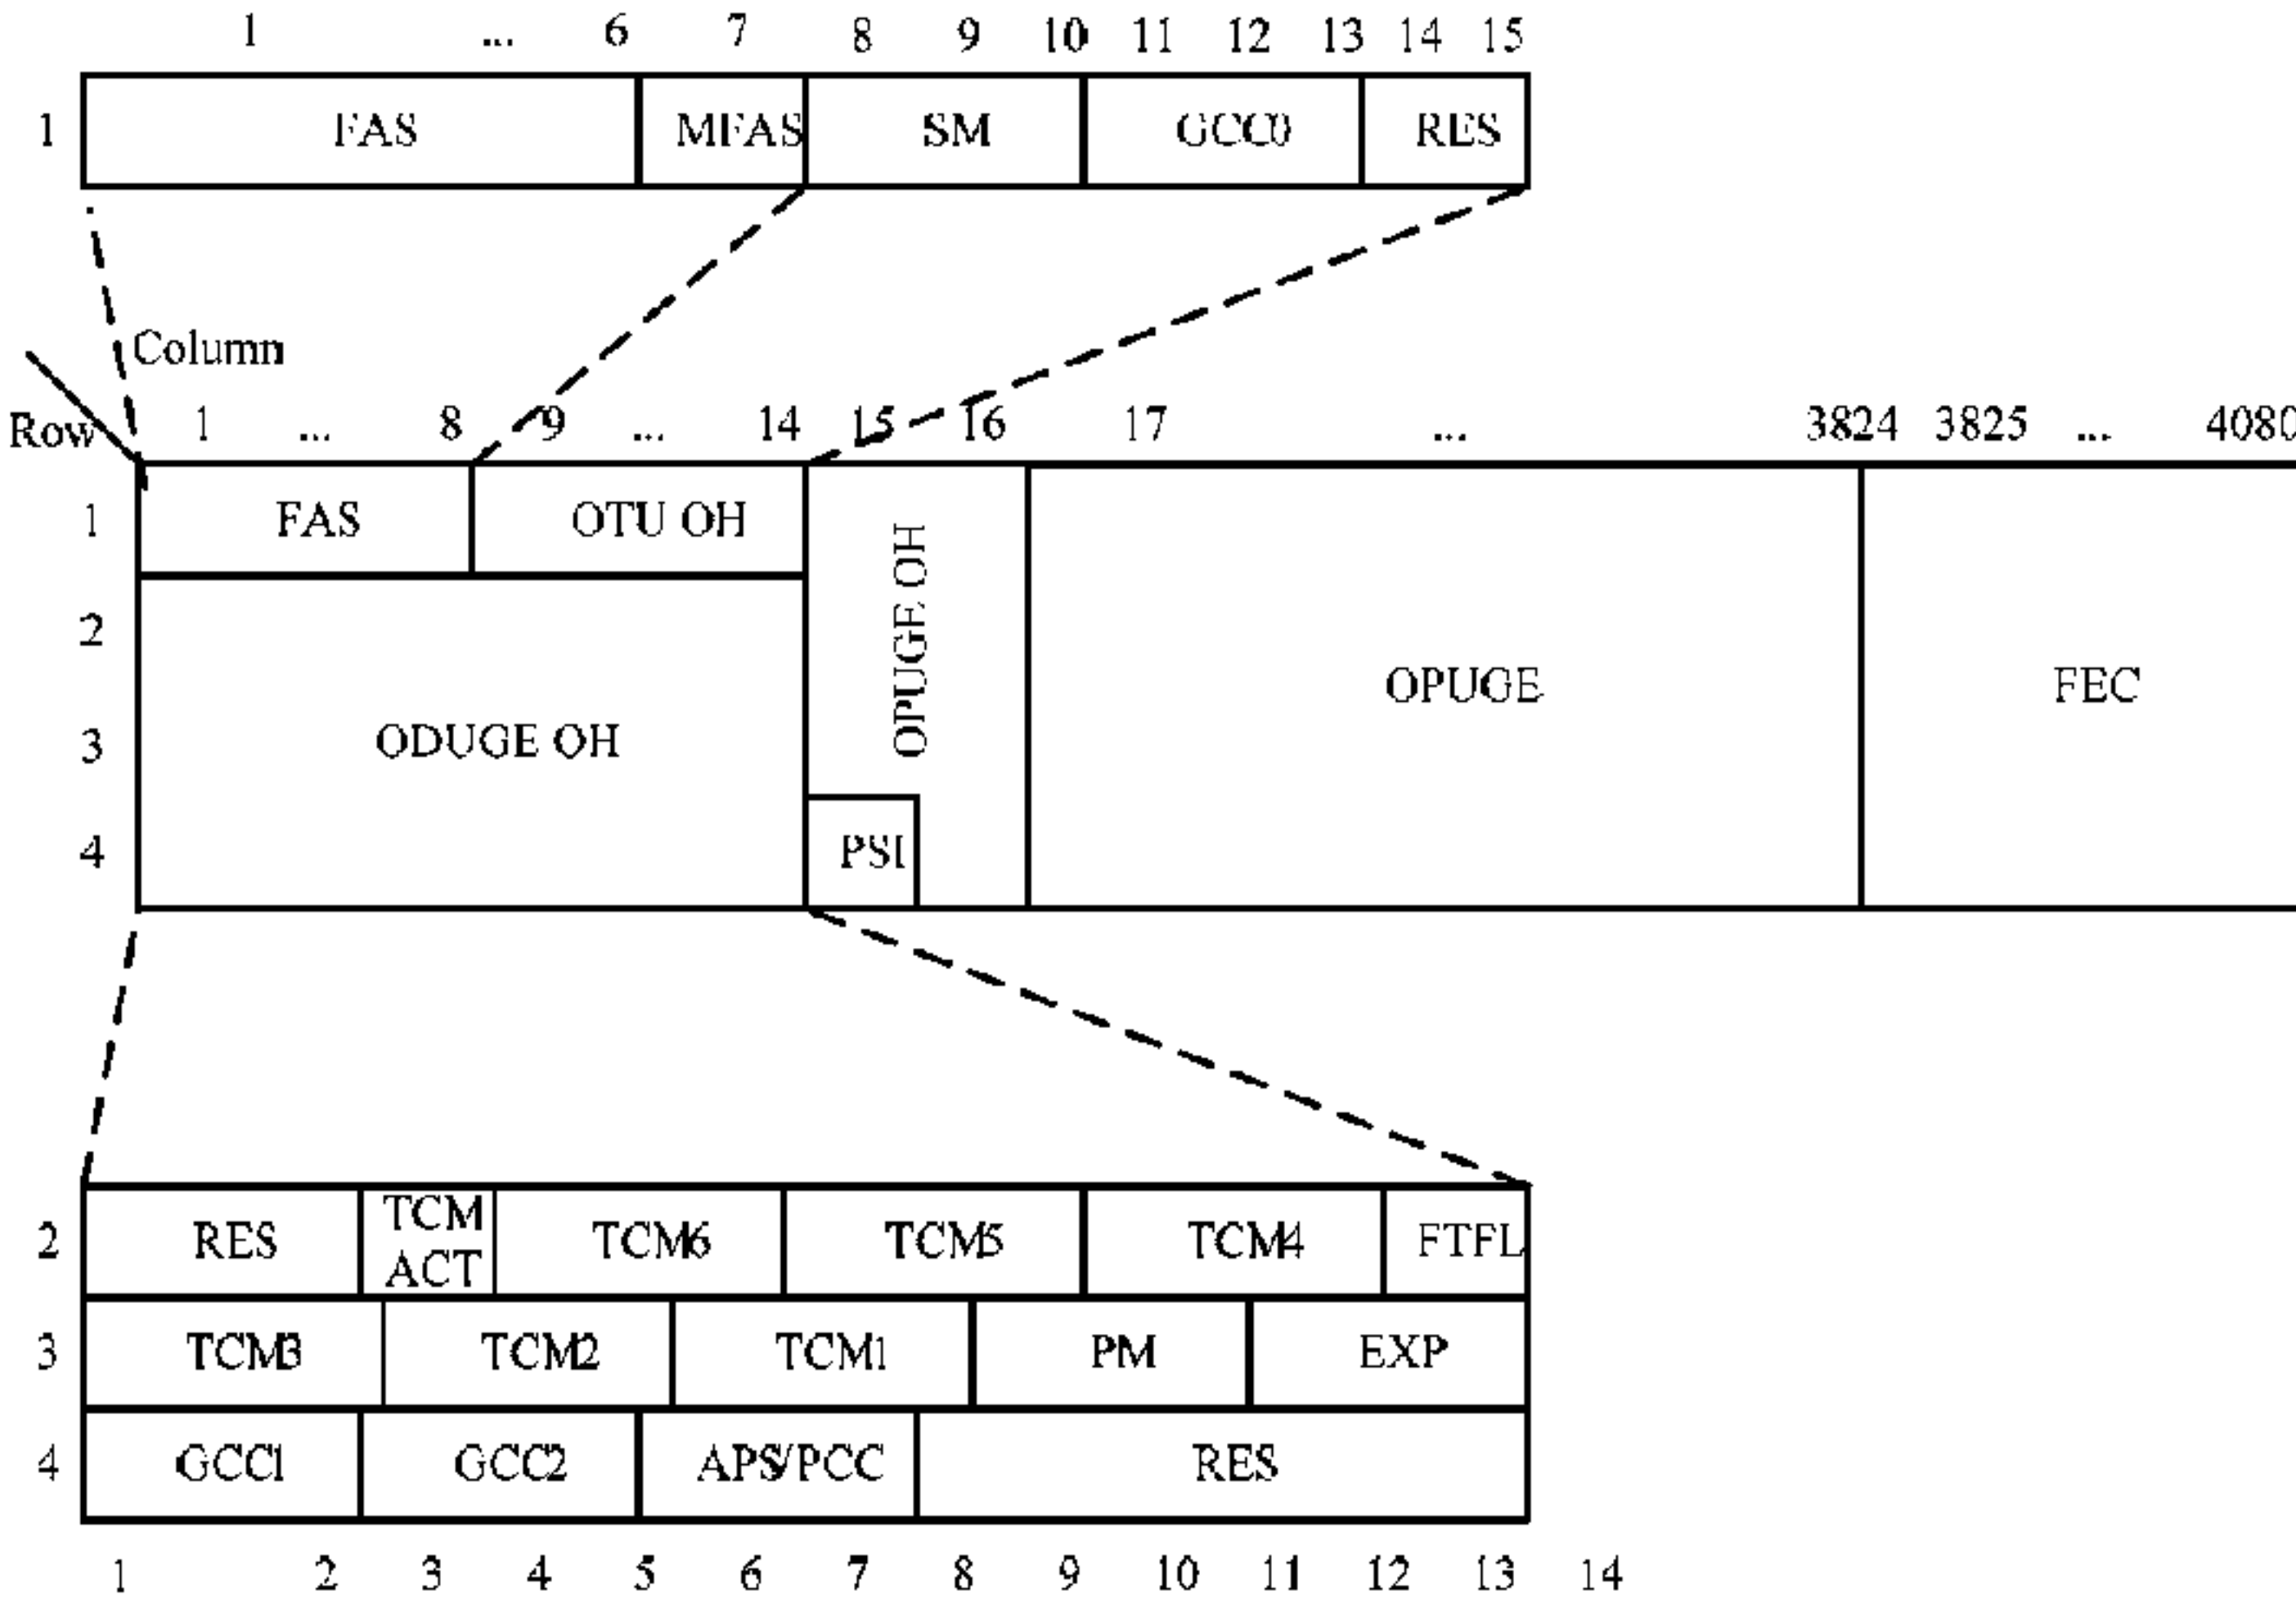 1 ... 6 7 8 9 10 11 12 13 14 15
1 FAS MFAS SM GCC0 RES
Column
Row 1 ... 8 9 ... 14 15 16 17 ... 3824 3825 ... 4080
1 FAS OTU OH
OPUGE OH
2
OPUGE FEC
3 ODUGE OH
4 PSI
2 RES TCM ACT TCM6 TCM5 TCM4 FTFL
3 TCM3 TCM2 TCM1 PM EXP
4 GCC1 GCC2 APS/PCC RES
1 2 3 4 5 6 7 8 9 10 11 12 13 14